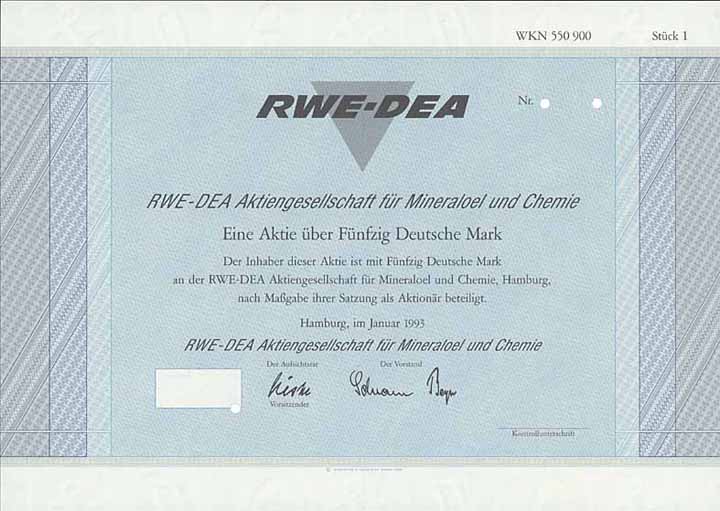 WKN 550 900 Stück 1
RWE-DEA
Nr.
RWE-DEA Aktiengesellschaft für Mineraloel und Chemie
Eine Aktie über Fünfzig Deutsche Mark
Der Inhaber dieser Aktie ist mit Fünfzig Deutsche Mark
an der RWE-DEA Aktiengesellschaft für Mineraloel und Chemie, Hamburg,
nach Maßgabe ihrer Satzung als Aktionär beteiligt.
Hamburg, im Januar 1993
RWE-DEA Aktiengesellschaft für Mineraloel und Chemie
Der Aufsichtsrat Der Vorstand
Vorsitzender
Kontrollunterschrift